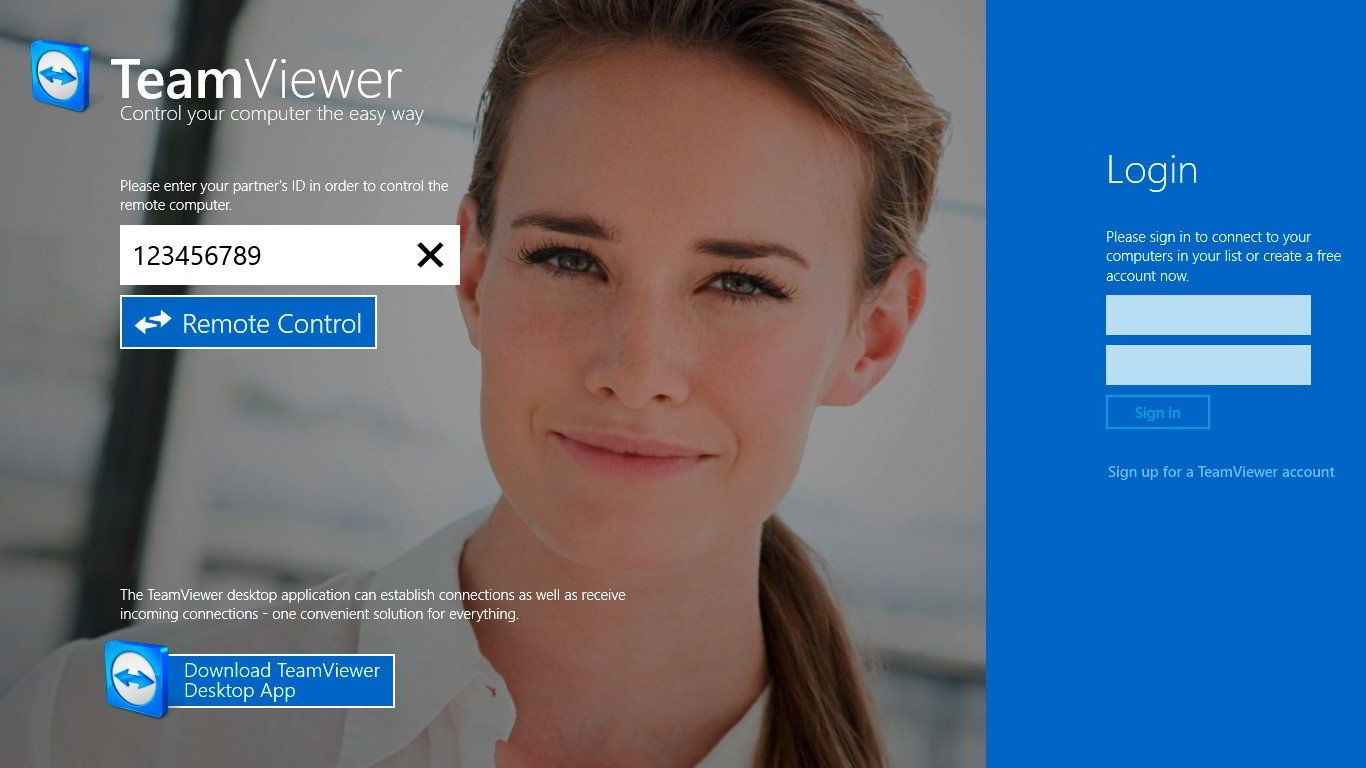 TeamViewer
Control your computer the easy way
Please enter your partner's ID in order to control the
remote computer.
123456789
Remote Control
The TeamViewer desktop application can establish connections as well as receive
incoming connections - one convenient solution for everything.
Download TeamViewer
Desktop App
Login
Please sign in to connect to your
computers in your list or create a free
account now.
Sign in
Sign up for a TeamViewer account